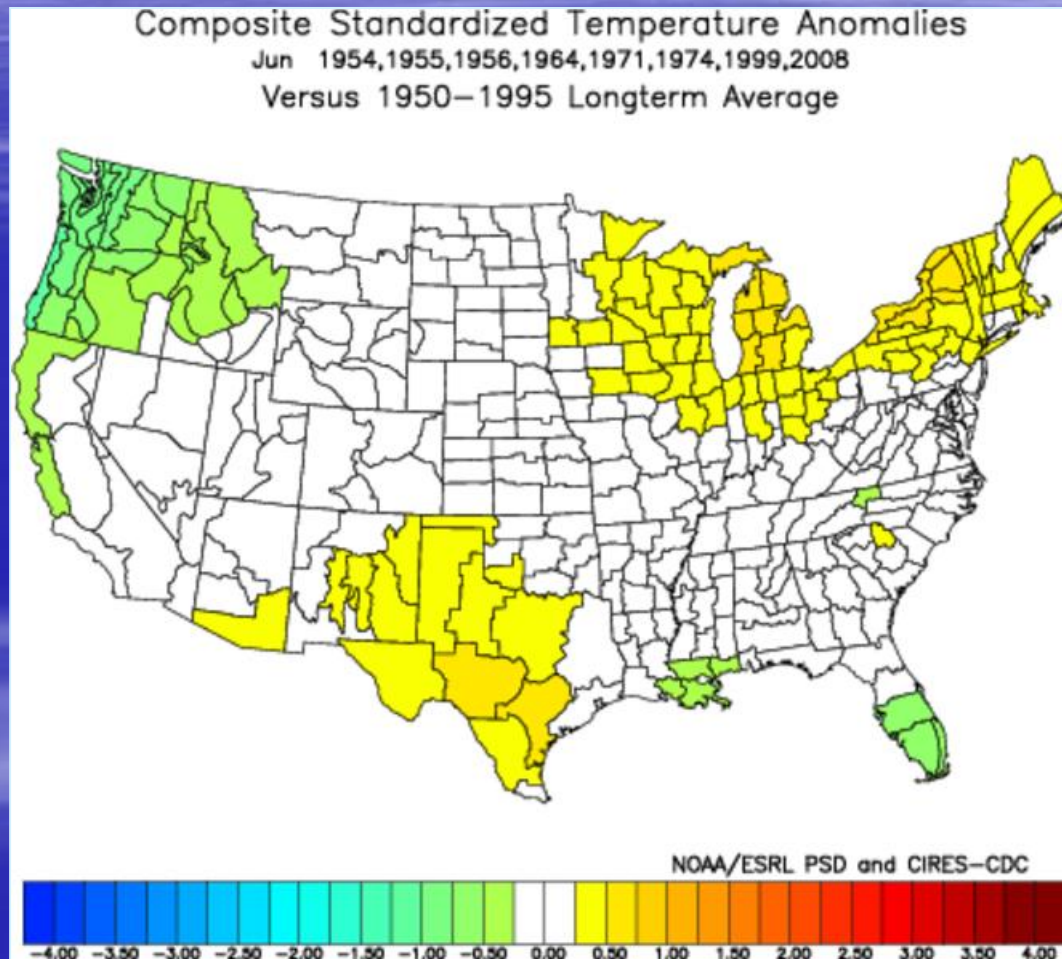 Composite Standardized Temperature Anomalies
Jun 1954,1955,1956,1964,1971,1974,1999,2008
Versus 1950-1995 Longterm Average
NOAA/ESRL PSD and CIRES-CDC
-4.00 -3.50 -3.00 -2.50 -2.00 -1.50 -1.00 -0.50 0.00 0.50 1.00 1.50 2.00 2.50 3.00 3.50 4.00